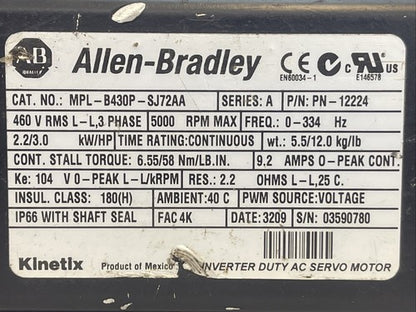 AB Allen-Bradley CE EN60034-1 c UR US E146578
CAT. NO.: MPL-B430P-SJ72AA SERIES: A P/N: PN-12224
460 V RMS L-L,3 PHASE 5000 RPM MAX FREQ.: 0-334 Hz
2.2/3.0 kW/HP TIME RATING:CONTINUOUS wt.: 5.5/12.0 kg/lb
CONT. STALL TORQUE: 6.55/58 Nm/LB.IN. 9.2 AMPS 0-PEAK CONT.
Ke: 104 V 0-PEAK L-L/kRPM RES.: 2.2 OHMS L-L,25 C.
INSUL. CLASS: 180(H) AMBIENT:40 C PWM SOURCE:VOLTAGE
IP66 WITH SHAFT SEAL FAC 4K DATE:3209 S/N: 03590780
Kinetix Product of Mexico INVERTER DUTY AC SERVO MOTOR